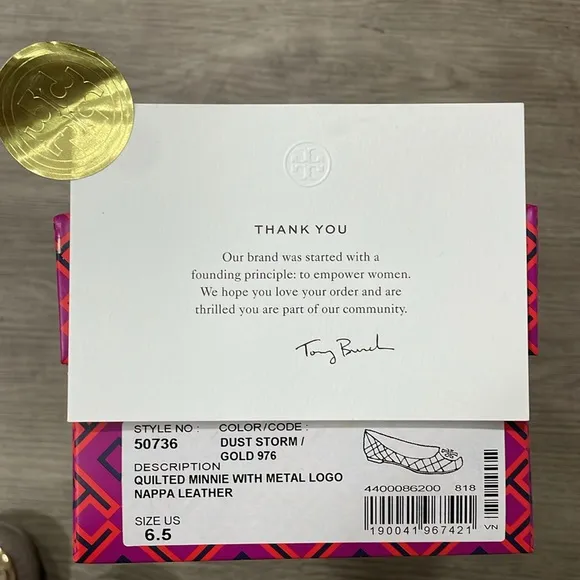 THANK YOU
Our brand was started with a
founding principle: to empower women.
We hope you love your order and are
thrilled you are part of our community.
Tory Burch
STYLE NO : COLOR/CODE :
50736 DUST STORM /
GOLD 976
DESCRIPTION
QUILTED MINNIE WITH METAL LOGO
NAPPA LEATHER
SIZE US
6.5
4400086200 818
190041 967421
VN